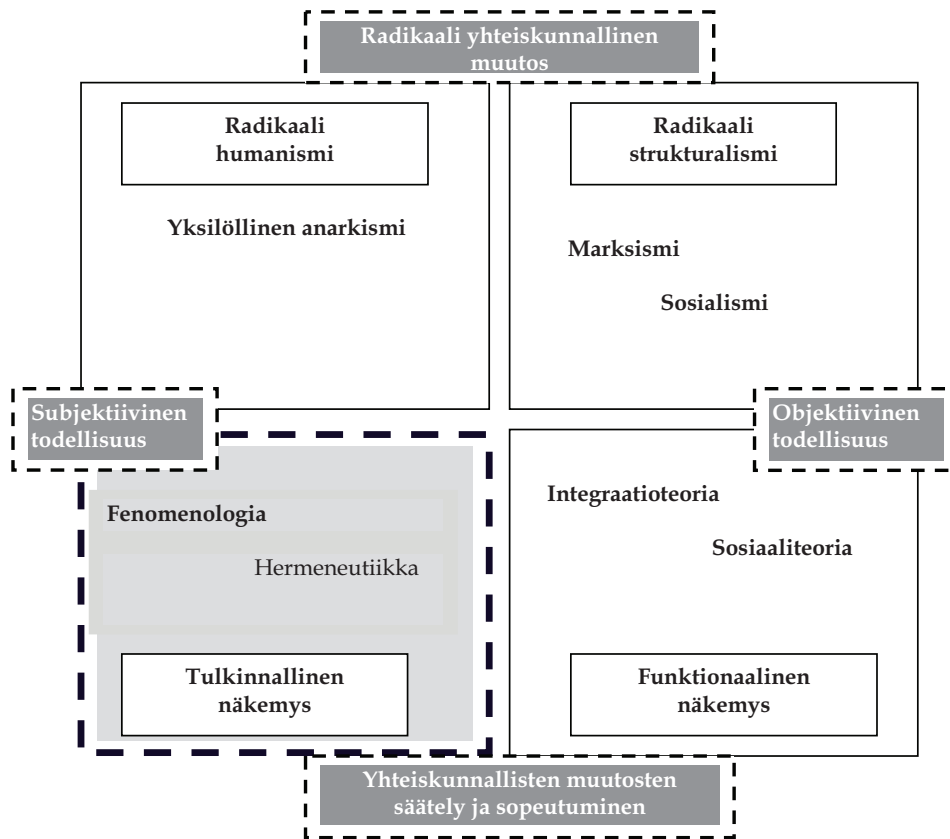 Radikaali yhteiskunnallinen
muutos
Radikaali
humanismi
Radikaali
strukturalismi
Yksilöllinen anarkismi
Marksismi
Sosialismi
Subjektiivinen
todellisuus
Objektiivinen
todellisuus
Fenomenologia
Hermeneutiikka
Integraatioteoria
Sosiaaliteoria
Tulkinnallinen
näkemys
Funktionaalinen
näkemys
Yhteiskunnallisten muutosten
säätely ja sopeutuminen